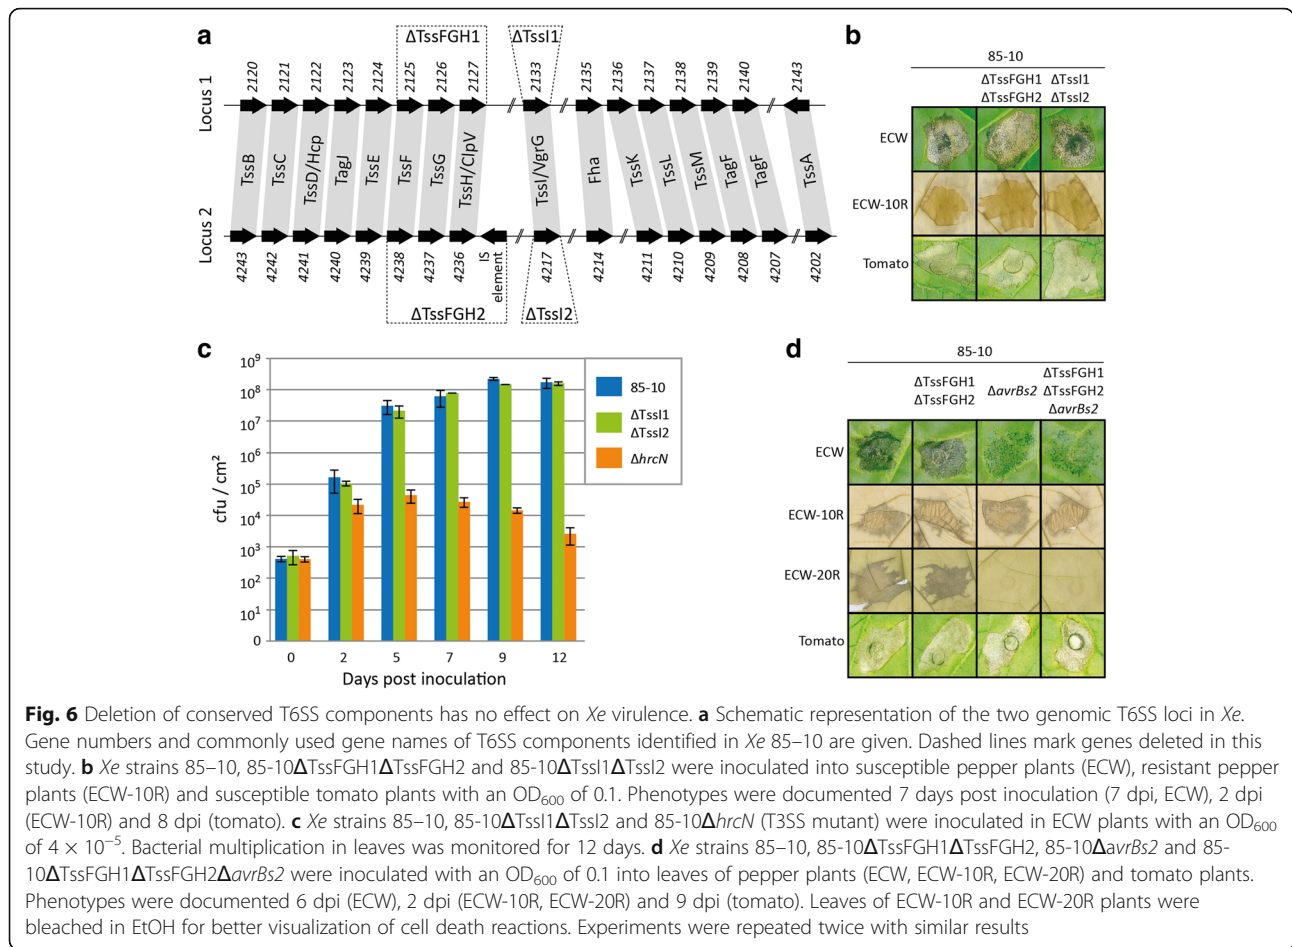 a
ΔTssFGH1
ΔTssI1
Locus 1
2120 2121 2122 2123 2124 2125 2126 2127 2133 2135 2136 2137 2138 2139 2140 2143
TssB TssC TssD/Hcp TagJ TssE TssF TssG TssH/ClpV TssI/VgrG Fha TssK TssL TssM TagF TagF TssA
Locus 2
4243 4242 4241 4240 4239 4238 4237 4236 IS element 4217 4214 4211 4210 4209 4208 4207 4202
ΔTssFGH2
ΔTssI2
b
85-10
ΔTssFGH1 ΔTssI1
ΔTssFGH2 ΔTssI2
ECW
ECW-10R
Tomato
c
cfu / cm²
10⁹
10⁸
10⁷
10⁶
10⁵
10⁴
10³
10²
10¹
0
0 2 5 7 9 12
Days post inoculation
85-10
ΔTssI1
ΔTssI2
ΔhrcN
d
85-10
ΔTssFGH1
ΔTssFGH2
ΔavrBs2
ΔTssFGH1
ΔTssFGH2
ΔavrBs2
ECW
ECW-10R
ECW-20R
Tomato
Fig. 6 Deletion of conserved T6SS components has no effect on Xe virulence. a Schematic representation of the two genomic T6SS loci in Xe.
Gene numbers and commonly used gene names of T6SS components identified in Xe 85–10 are given. Dashed lines mark genes deleted in this
study. b Xe strains 85–10, 85-10ΔTssFGH1ΔTssFGH2 and 85-10ΔTssI1ΔTssI2 were inoculated into susceptible pepper plants (ECW), resistant pepper
plants (ECW-10R) and susceptible tomato plants with an OD₆₀₀ of 0.1. Phenotypes were documented 7 days post inoculation (7 dpi, ECW), 2 dpi
(ECW-10R) and 8 dpi (tomato). c Xe strains 85–10, 85-10ΔTssI1ΔTssI2 and 85-10ΔhrcN (T3SS mutant) were inoculated in ECW plants with an OD₆₀₀
of 4 × 10⁻⁵. Bacterial multiplication in leaves was monitored for 12 days. d Xe strains 85–10, 85-10ΔTssFGH1ΔTssFGH2, 85-10ΔavrBs2 and 85-
10ΔTssFGH1ΔTssFGH2ΔavrBs2 were inoculated with an OD₆₀₀ of 0.1 into leaves of pepper plants (ECW, ECW-10R, ECW-20R) and tomato plants.
Phenotypes were documented 6 dpi (ECW), 2 dpi (ECW-10R, ECW-20R) and 9 dpi (tomato). Leaves of ECW-10R and ECW-20R plants were
bleached in EtOH for better visualization of cell death reactions. Experiments were repeated twice with similar results